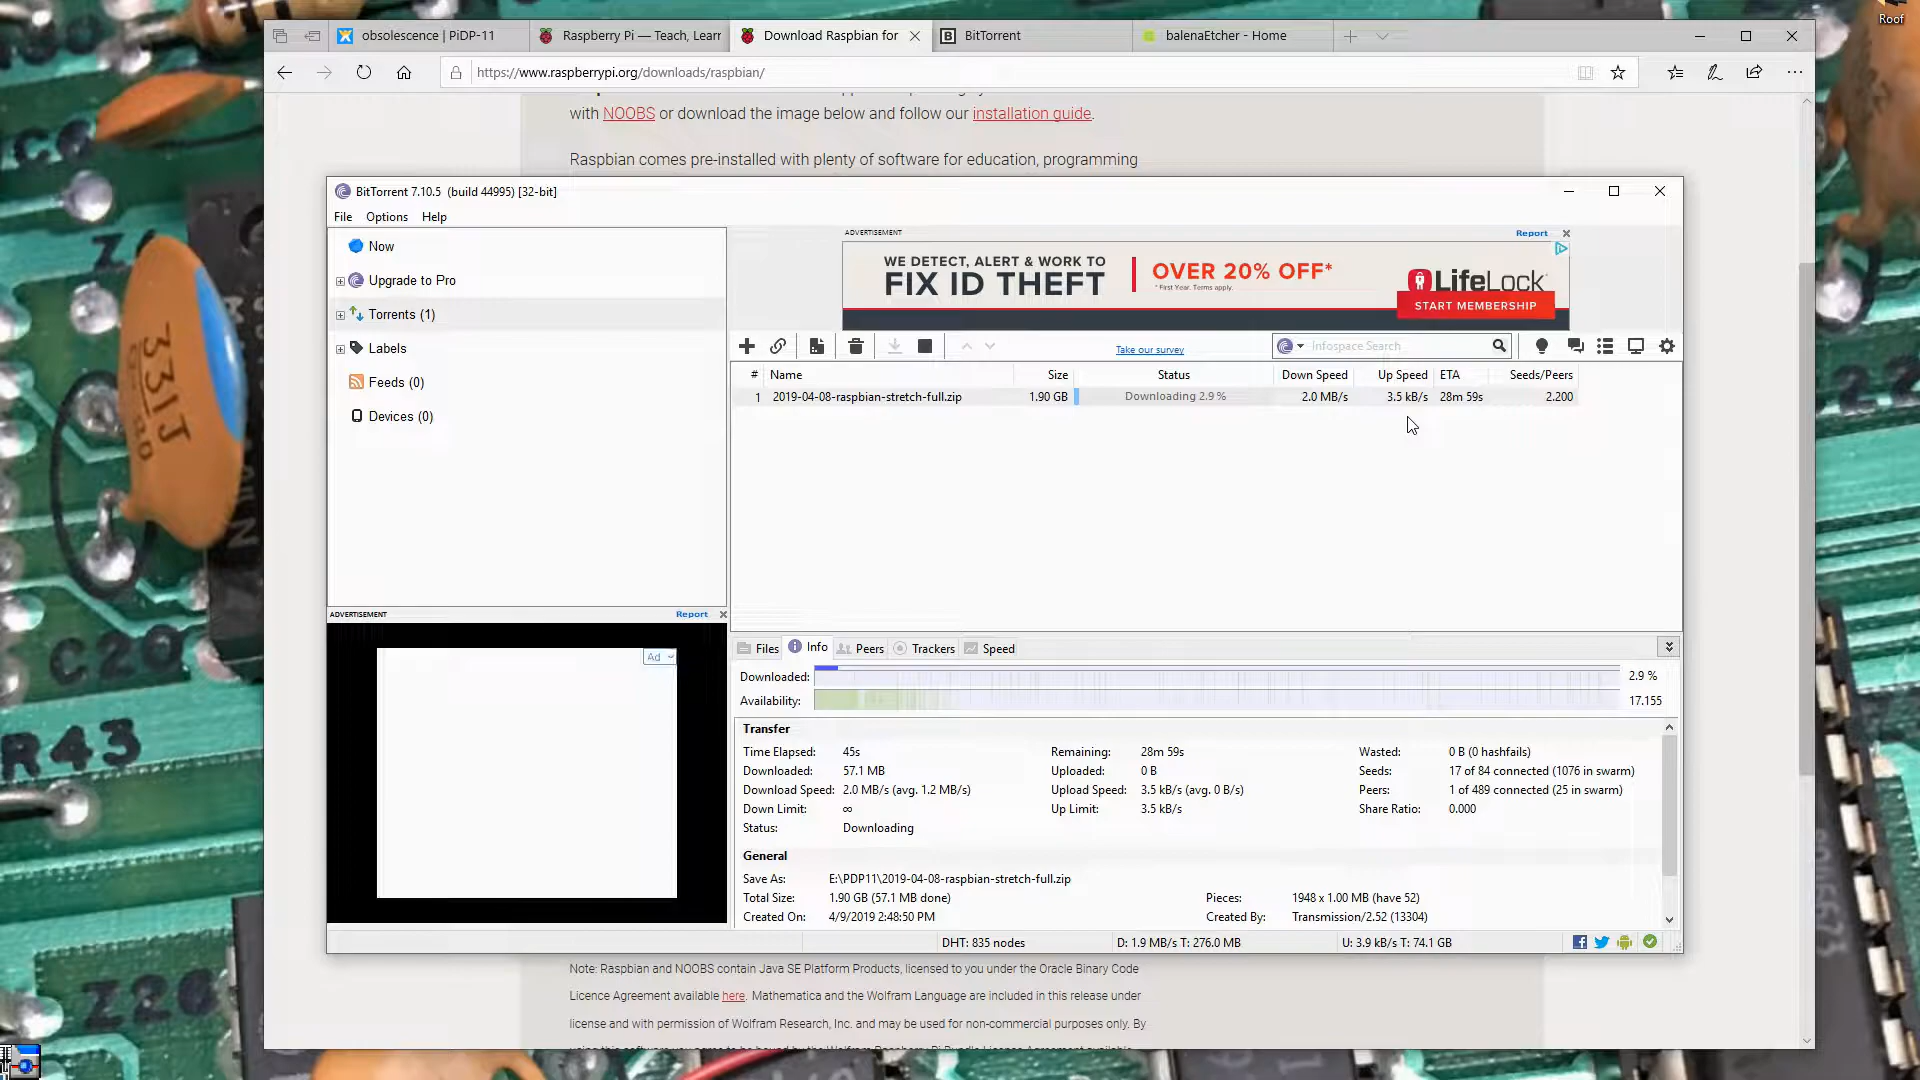 Roof
obsolescence | PiDP-11
Raspberry Pi — Teach, Learn
Download Raspbian for
BitTorrent
balenaEtcher - Home
https://www.raspberrypi.org/downloads/raspbian/
with NOOBS or download the image below and follow our installation guide.
Raspbian comes pre-installed with plenty of software for education, programming
BitTorrent 7.10.5 (build 44995) [32-bit]
File Options Help
Now
Upgrade to Pro
Torrents (1)
Labels
Feeds (0)
Devices (0)
ADVERTISEMENT
Report
WE DETECT, ALERT & WORK TO
FIX ID THEFT
OVER 20% OFF*
* First Year. Terms apply.
LifeLock
START MEMBERSHIP
Take our survey
Infospace Search
# Name Size Status Down Speed Up Speed ETA Seeds/Peers
1 2019-04-08-raspbian-stretch-full.zip 1.90 GB Downloading 2.9 % 2.0 MB/s 3.5 kB/s 28m 59s 2.200
ADVERTISEMENT
Report
Ad
Files Info Peers Trackers Speed
Downloaded: 2.9 %
Availability: 17.155
Transfer
Time Elapsed: 45s Remaining: 28m 59s Wasted: 0 B (0 hashfails)
Downloaded: 57.1 MB Uploaded: 0 B Seeds: 17 of 84 connected (1076 in swarm)
Download Speed: 2.0 MB/s (avg. 1.2 MB/s) Upload Speed: 3.5 kB/s (avg. 0 B/s) Peers: 1 of 489 connected (25 in swarm)
Down Limit: ∞ Up Limit: 3.5 kB/s Share Ratio: 0.000
Status: Downloading
General
Save As: E:\PDP11\2019-04-08-raspbian-stretch-full.zip
Total Size: 1.90 GB (57.1 MB done) Pieces: 1948 x 1.00 MB (have 52)
Created On: 4/9/2019 2:48:50 PM Created By: Transmission/2.52 (13304)
DHT: 835 nodes D: 1.9 MB/s T: 276.0 MB U: 3.9 kB/s T: 74.1 GB
Note: Raspbian and NOOBS contain Java SE Platform Products, licensed to you under the Oracle Binary Code
Licence Agreement available here. Mathematica and the Wolfram Language are included in this release under
license and with permission of Wolfram Research, Inc. and may be used for non-commercial purposes only. By
331J
R43
Z26